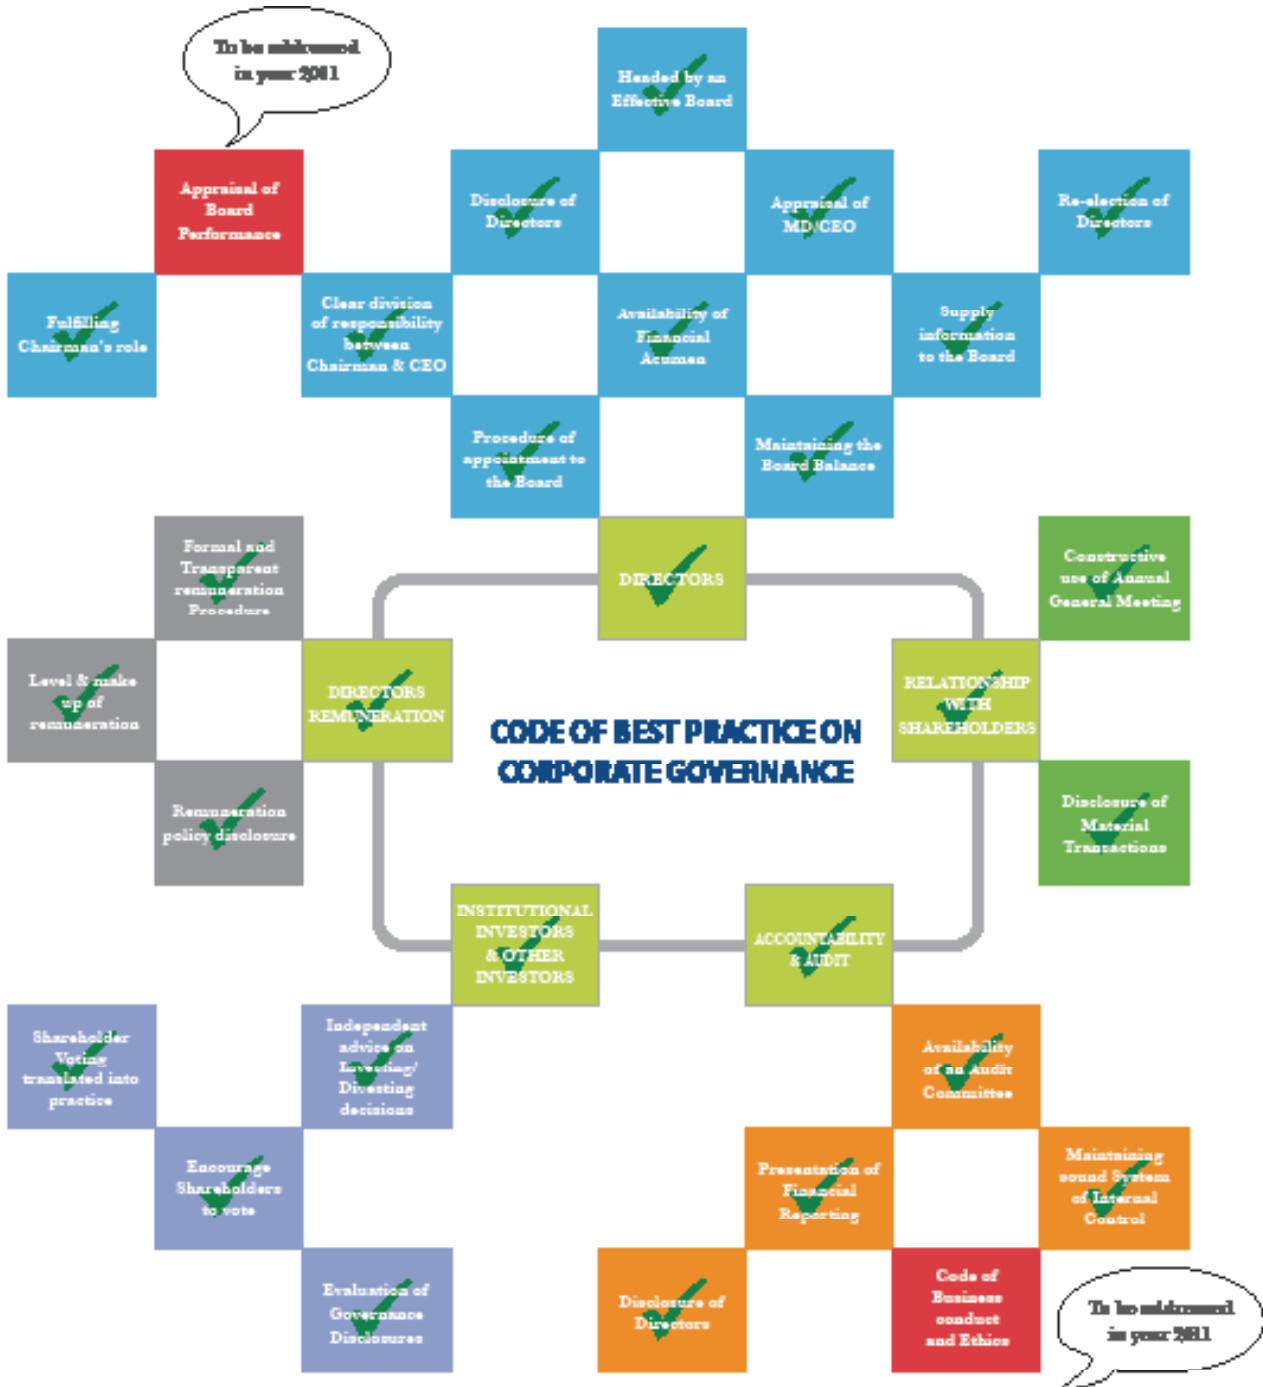 To be addressed
in year 2011
Headed by an
Effective Board
Appraisal of
Board
Performance
Disclosure of
Directors
Appraisal of
MD/CEO
Re-election of
Directors
Fulfilling
Chairman's role
Clear division
of responsibility
between
Chairman & CEO
Availability of
Financial
Acumen
Supply
information
to the Board
Procedure of
appointment to
the Board
Maintaining the
Board Balance
Formal and
Transparent
remuneration
Procedure
DIRECTORS
Constructive
use of Annual
General Meeting
Level & make
up of
remuneration
DIRECTORS
REMUNERATION
RELATIONSHIP
WITH
SHAREHOLDERS
CODE OF BEST PRACTICE ON
CORPORATE GOVERNANCE
Remuneration
policy disclosure
Disclosure of
Material
Transactions
INSTITUTIONAL
INVESTORS
& OTHER
INVESTORS
ACCOUNTABILITY
& AUDIT
Shareholder
Voting
translated into
practice
Independent
advice on
Investing/
Divesting
decisions
Availability
of an Audit
Committee
Encourage
Shareholders
to vote
Presentation of
Financial
Reporting
Maintaining
sound System
of Internal
Control
Evaluation of
Governance
Disclosures
Disclosure of
Directors
Code of
Business
conduct
and Ethics
To be addressed
in year 2011